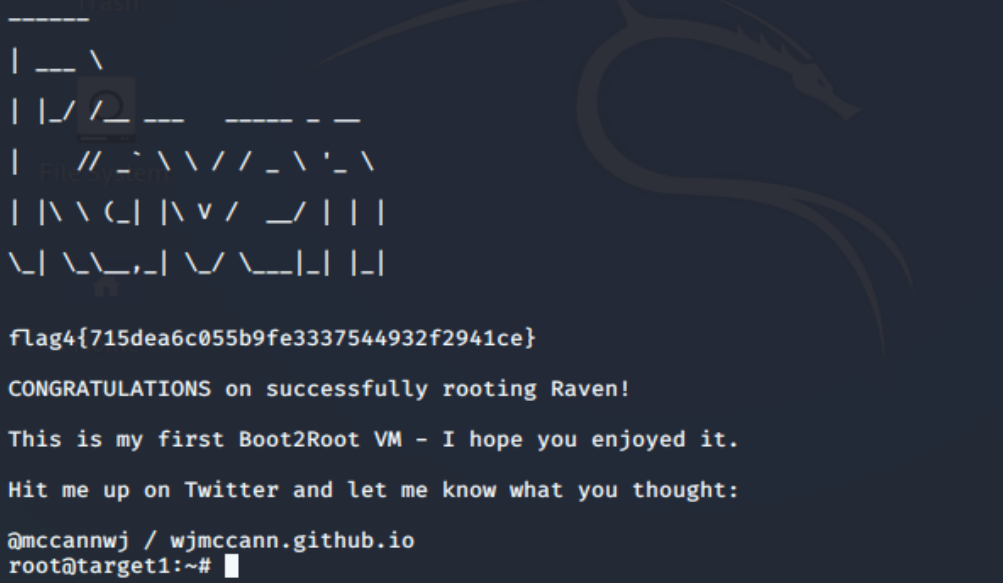 ______
| ___ \
| |_/ /__ ___   _____ _ __
|    // _` \ \ / / _ \ '_ \
| |\ \ (_| |\ V /  __/ | | |
\_| \_\__,_| \_/ \___|_| |_|
flag4{715dea6c055b9fe3337544932f2941ce}
CONGRATULATIONS on successfully rooting Raven!
This is my first Boot2Root VM - I hope you enjoyed it.
Hit me up on Twitter and let me know what you thought:
@mccannwj / wjmccann.github.io
root@target1:~#